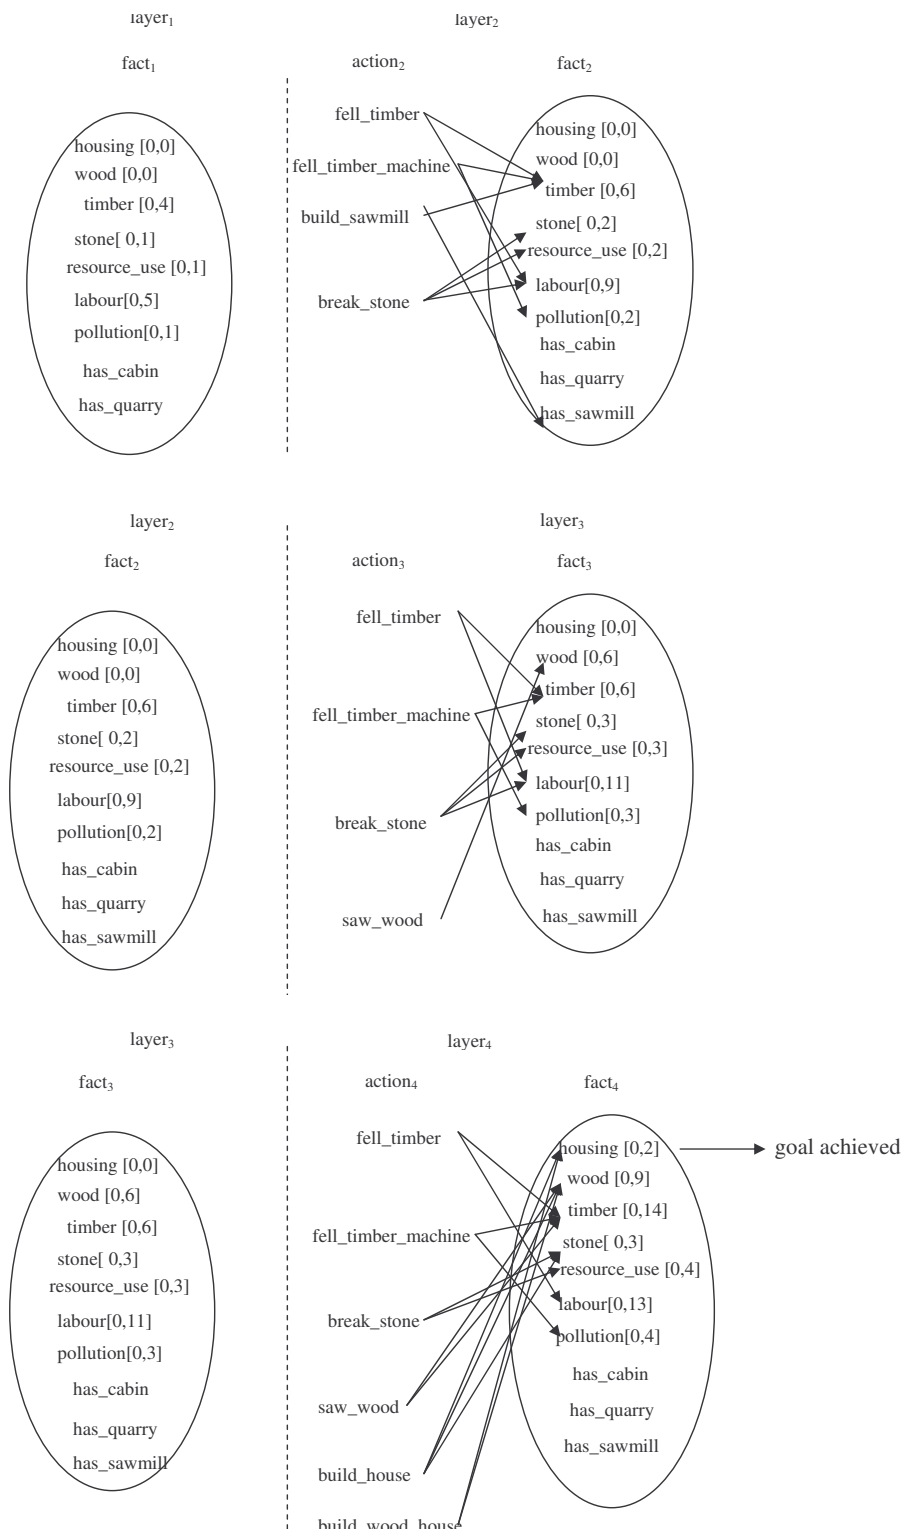 layer₁
layer₂
fact₁
action₂
fact₂
housing [0,0]
wood [0,0]
timber [0,4]
stone[ 0,1]
resource_use [0,1]
labour[0,5]
pollution[0,1]
has_cabin
has_quarry
fell_timber
fell_timber_machine
build_sawmill
break_stone
housing [0,0]
wood [0,0]
timber [0,6]
stone[ 0,2]
resource_use [0,2]
labour[0,9]
pollution[0,2]
has_cabin
has_quarry
has_sawmill
layer₂
layer₃
fact₂
action₃
fact₃
housing [0,0]
wood [0,0]
timber [0,6]
stone[ 0,2]
resource_use [0,2]
labour[0,9]
pollution[0,2]
has_cabin
has_quarry
has_sawmill
fell_timber
fell_timber_machine
break_stone
saw_wood
housing [0,0]
wood [0,6]
timber [0,6]
stone[ 0,3]
resource_use [0,3]
labour[0,11]
pollution[0,3]
has_cabin
has_quarry
has_sawmill
layer₃
layer₄
fact₃
action₄
fact₄
housing [0,0]
wood [0,6]
timber [0,6]
stone[ 0,3]
resource_use [0,3]
labour[0,11]
pollution[0,3]
has_cabin
has_quarry
has_sawmill
fell_timber
fell_timber_machine
break_stone
saw_wood
build_house
build_wood_house
housing [0,2]
wood [0,9]
timber [0,14]
stone[ 0,3]
resource_use [0,4]
labour[0,13]
pollution[0,4]
has_cabin
has_quarry
has_sawmill
goal achieved